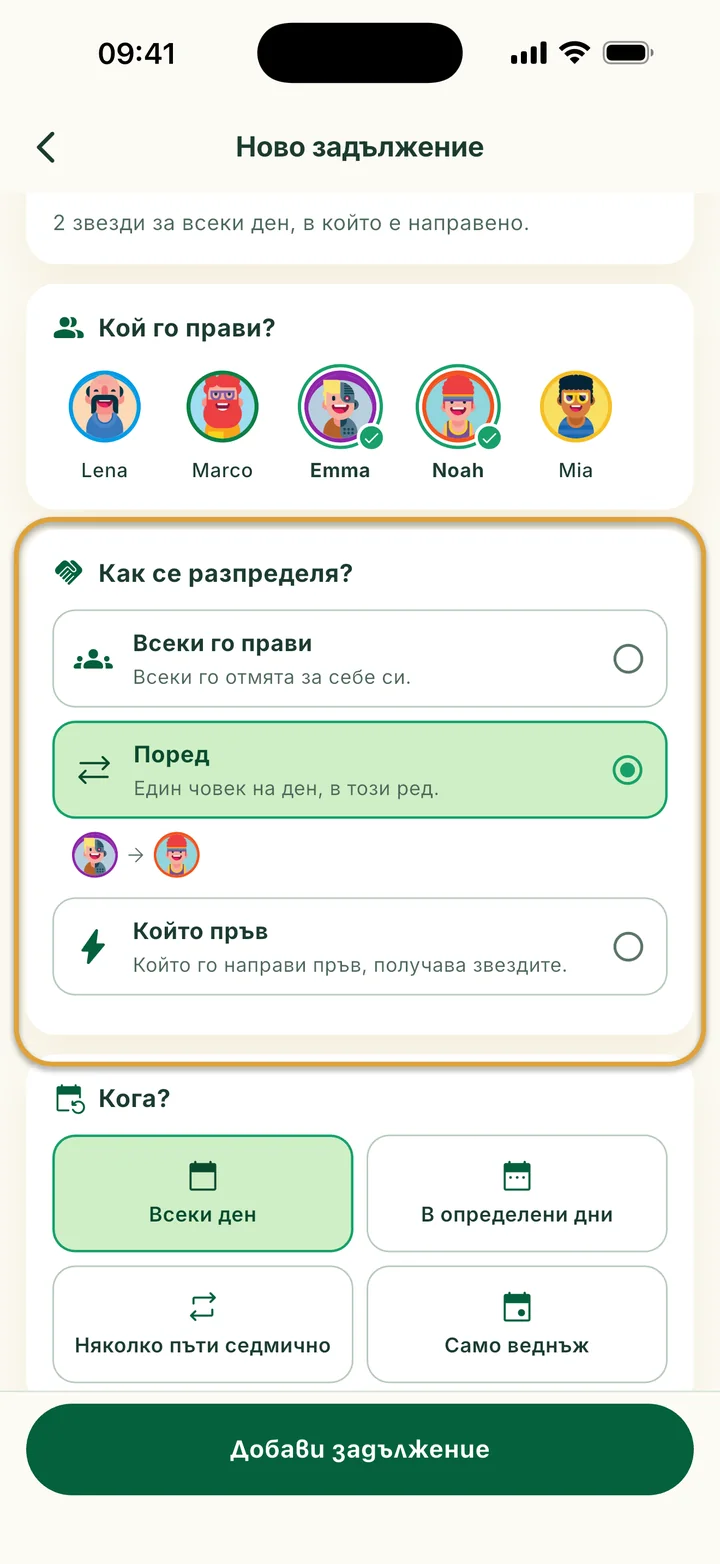 09:41
Ново задължение
2 звезди за всеки ден, в който е направено.
Кой го прави?
Lena
Marco
Emma
Noah
Mia
Как се разпределя?
Всеки го прави
Всеки го отмята за себе си.
Поред
Един човек на ден, в този ред.
Който пръв
Който го направи пръв, получава звездите.
Кога?
Всеки ден
В определени дни
Няколко пъти седмично
Само веднъж
Добави задължение